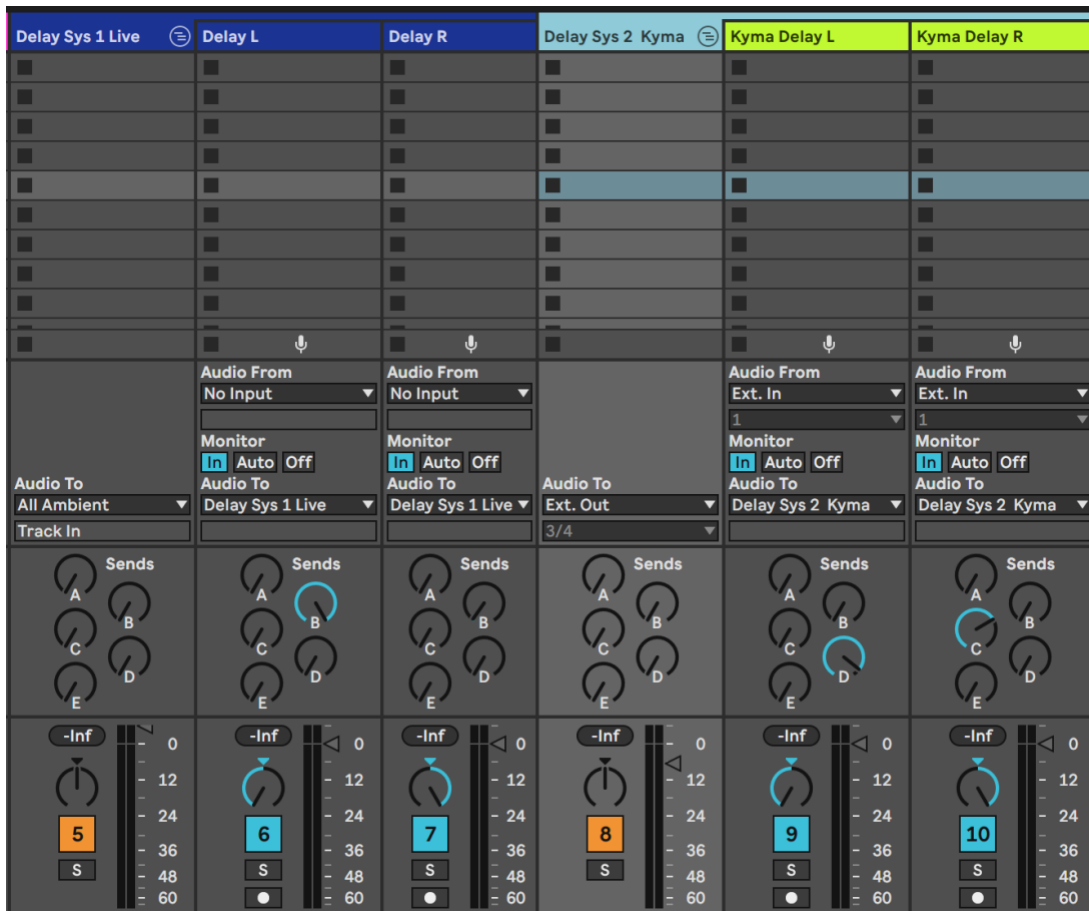 Delay Sys 1 Live Delay L Delay R Delay Sys 2 Kyma Kyma Delay L Kyma Delay R
Audio From Audio From Audio From Audio From
No Input No Input Ext. In Ext. In
1 1
Monitor Monitor Monitor Monitor
In Auto Off In Auto Off In Auto Off In Auto Off
Audio To Audio To Audio To Audio To Audio To Audio To
All Ambient Delay Sys 1 Live Delay Sys 1 Live Ext. Out Delay Sys 2 Kyma Delay Sys 2 Kyma
Track In 3/4
Sends Sends Sends Sends Sends Sends
A A A A A A
B B B B B B
C C C C C C
D D D D D D
E E E E E E
-Inf 0 -Inf 0 -Inf 0 -Inf 0 -Inf 0 -Inf 0
12 12 12 12 12 12
24 24 24 24 24 24
5 6 7 8 9 10
36 36 36 36 36 36
S S S S S S
48 48 48 48 48 48
60 60 60 60 60 60